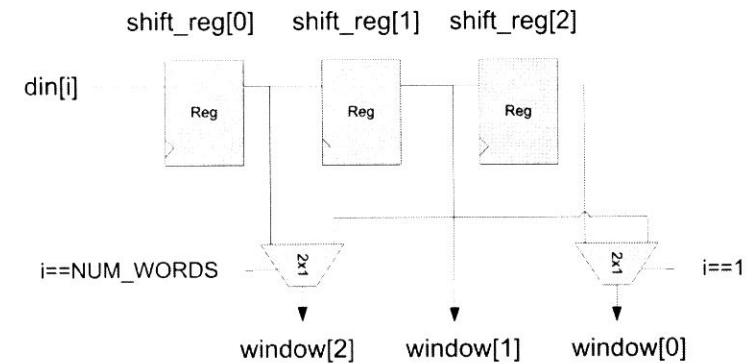 shift_reg[0] shift_reg[1] shift_reg[2]
din[i]
Reg Reg Reg
i==NUM_WORDS 2x1 2x1 i==1
window[2] window[1] window[0]